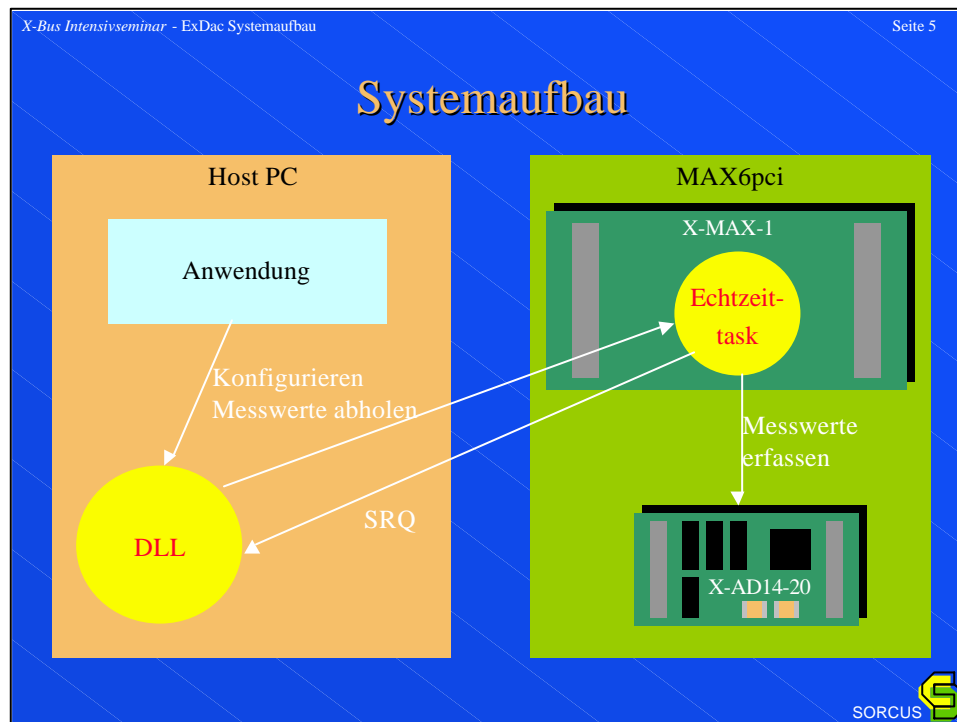 X-Bus Intensivseminar - ExDac Systemaufbau
Seite 5
Systemaufbau
Host PC
Anwendung
Konfigurieren
Messwerte abholen
SRQ
DLL
MAX6pci
X-MAX-1
Echtzeit-
task
Messwerte
erfassen
X-AD14-20
SORCUS